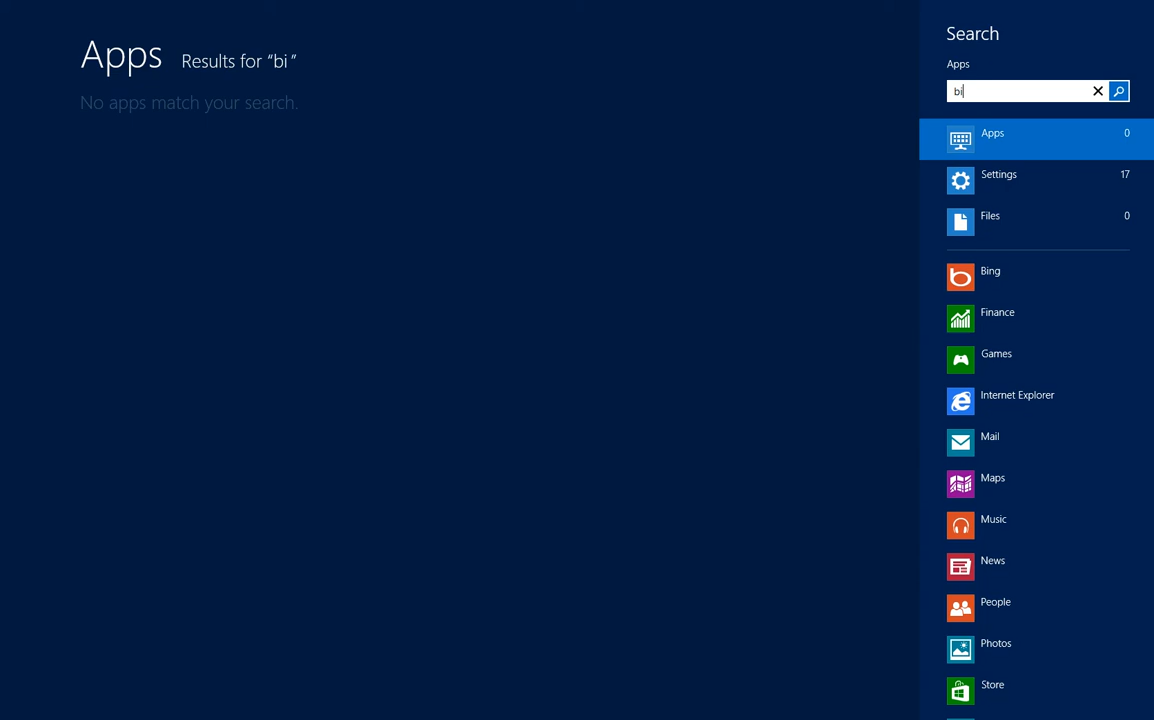 Apps Results for “bi ”
No apps match your search.
Search
Apps
bi
Apps 0
Settings 17
Files 0
Bing
Finance
Games
Internet Explorer
Mail
Maps
Music
News
People
Photos
Store